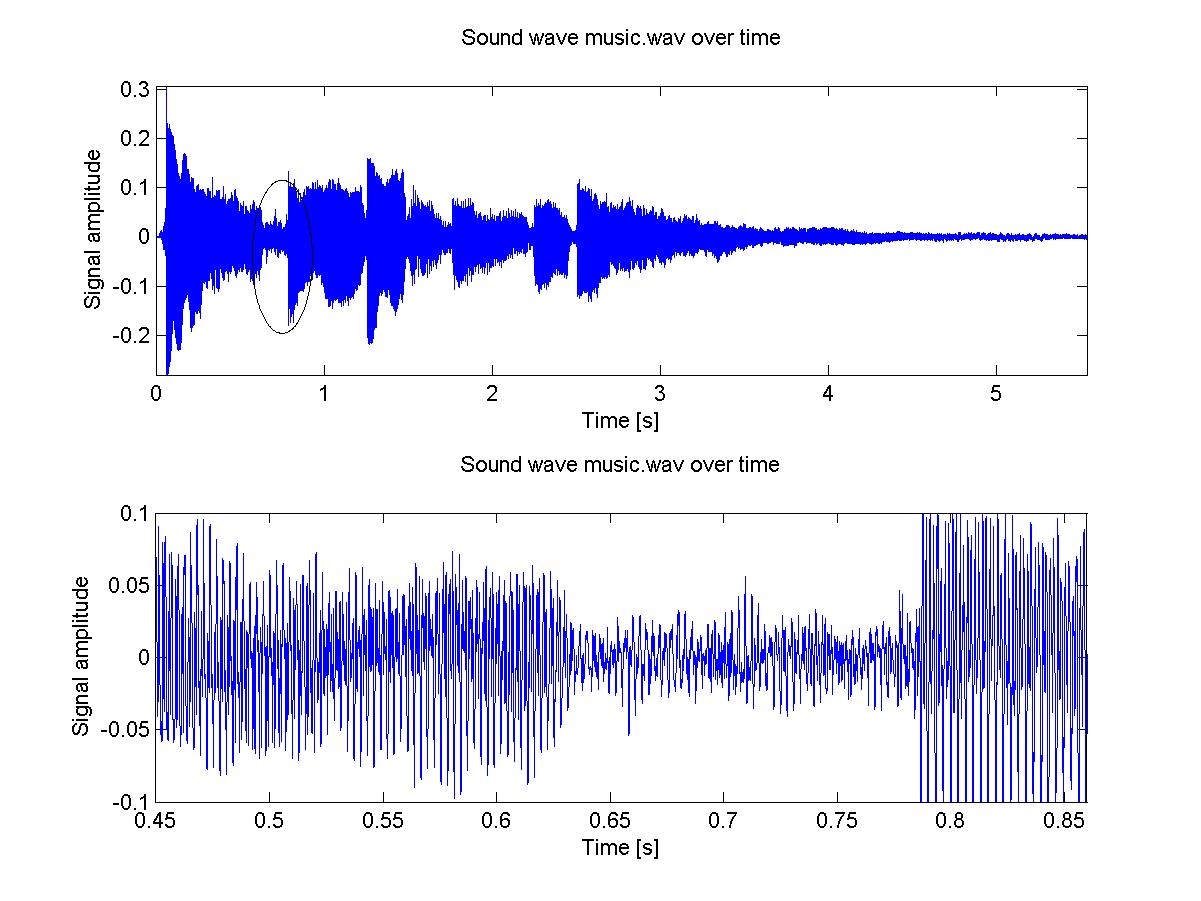 Sound wave music.wav over time
0.3
0.2
0.1
0
-0.1
-0.2
Signal amplitude
0 1 2 3 4 5
Time [s]
Sound wave music.wav over time
0.1
0.05
0
-0.05
-0.1
Signal amplitude
0.45 0.5 0.55 0.6 0.65 0.7 0.75 0.8 0.85
Time [s]